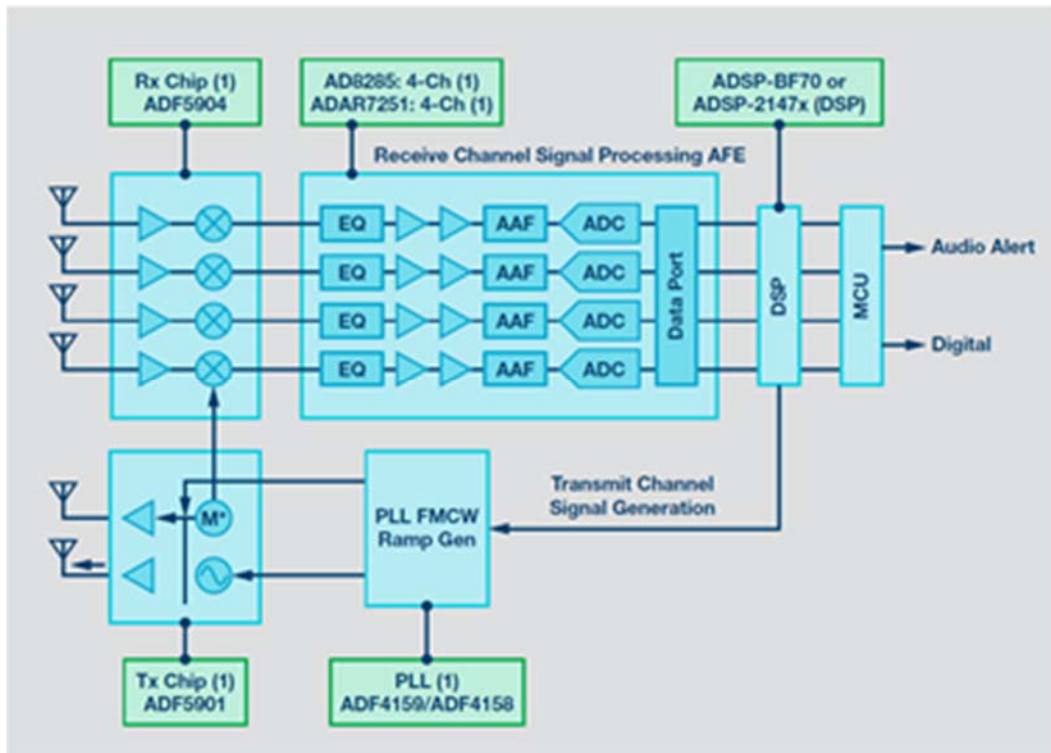 Rx Chip (1)
ADF5904
AD8285: 4-Ch (1)
ADAR7251: 4-Ch (1)
ADSP-BF70 or
ADSP-2147x (DSP)
Receive Channel Signal Processing AFE
EQ
AAF
ADC
EQ
AAF
ADC
EQ
AAF
ADC
EQ
AAF
ADC
Data Port
DSP
MCU
Audio Alert
Digital
M*
PLL FMCW
Ramp Gen
Transmit Channel
Signal Generation
Tx Chip (1)
ADF5901
PLL (1)
ADF4159/ADF4158